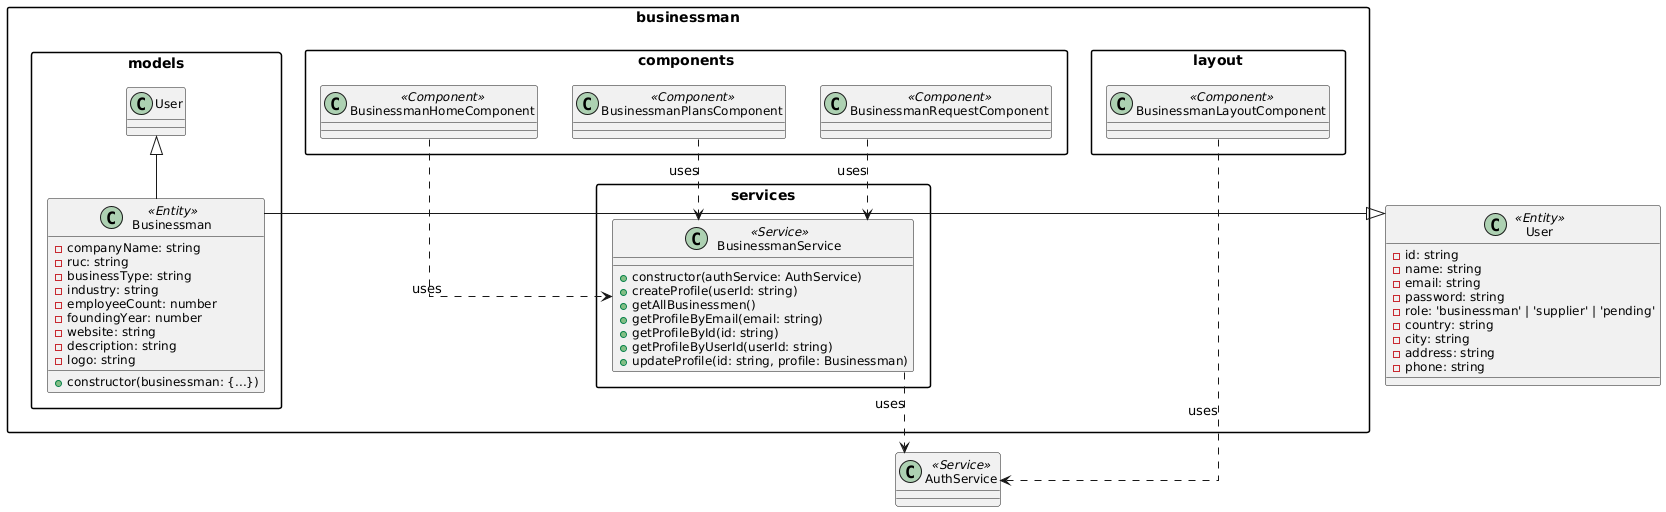 businessman
models
C User
C «Entity»
Businessman
companyName: string
ruc: string
businessType: string
industry: string
employeeCount: number
foundingYear: number
website: string
description: string
logo: string
constructor(businessman: {...})
components
C «Component»
BusinessmanHomeComponent
C «Component»
BusinessmanPlansComponent
C «Component»
BusinessmanRequestComponent
layout
C «Component»
BusinessmanLayoutComponent
uses
uses
uses
services
C «Service»
BusinessmanService
constructor(authService: AuthService)
createProfile(userId: string)
getAllBusinessmen()
getProfileByEmail(email: string)
getProfileById(id: string)
getProfileByUserId(userId: string)
updateProfile(id: string, profile: Businessman)
uses
uses
C «Service»
AuthService
C «Entity»
User
id: string
name: string
email: string
password: string
role: 'businessman' | 'supplier' | 'pending'
country: string
city: string
address: string
phone: string